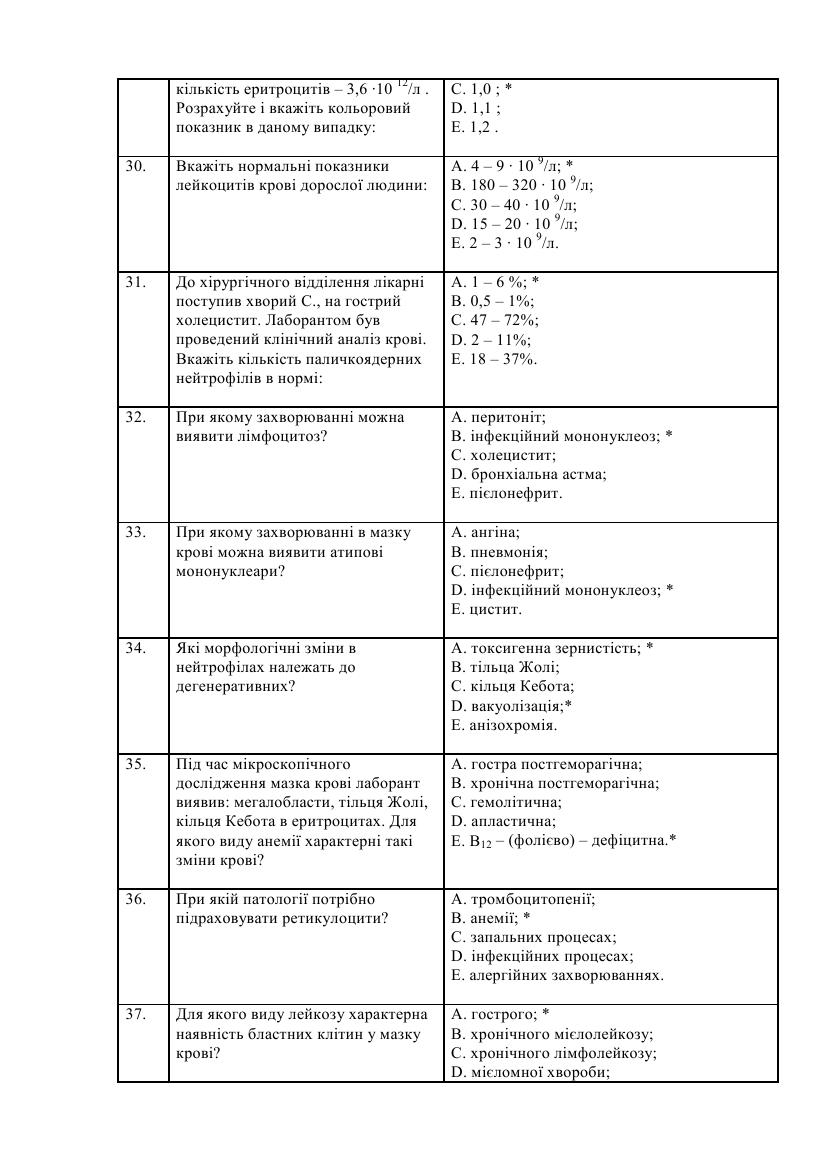 кількість еритроцитів – 3,6 ·10 12/л .
Розрахуйте і вкажіть кольоровий
показник в даному випадку:
C. 1,0 ; *
D. 1,1 ;
E. 1,2 .
30.
Вкажіть нормальні показники
лейкоцитів крові дорослої людини:
A. 4 – 9 · 10 9/л; *
B. 180 – 320 · 10 9/л;
C. 30 – 40 · 10 9/л;
D. 15 – 20 · 10 9/л;
E. 2 – 3 · 10 9/л.
31.
До хірургічного відділення лікарні
поступив хворий С., на гострий
холецистит. Лаборантом був
проведений клінічний аналіз крові.
Вкажіть кількість паличкоядерних
нейтрофілів в нормі:
A. 1 – 6 %; *
B. 0,5 – 1%;
C. 47 – 72%;
D. 2 – 11%;
E. 18 – 37%.
32.
При якому захворюванні можна
виявити лімфоцитоз?
A. перитоніт;
B. інфекційний мононуклеоз; *
C. холецистит;
D. бронхіальна астма;
E. пієлонефрит.
33.
При якому захворюванні в мазку
крові можна виявити атипові
мононуклеари?
A. ангіна;
B. пневмонія;
C. пієлонефрит;
D. інфекційний мононуклеоз; *
E. цистит.
34.
Які морфологічні зміни в
нейтрофілах належать до
дегенеративних?
A. токсигенна зернистість; *
B. тільца Жолі;
C. кільця Кебота;
D. вакуолізація;*
E. анізохромія.
35.
Під час мікроскопічного
дослідження мазка крові лаборант
виявив: мегалобласти, тільця Жолі,
кільця Кебота в еритроцитах. Для
якого виду анемії характерні такі
зміни крові?
A. гостра постгеморагічна;
B. хронічна постгеморагічна;
C. гемолітична;
D. апластична;
E. B12 – (фолієво) – дефіцитна.*
36.
При якій патології потрібно
підраховувати ретикулоцити?
A. тромбоцитопенії;
B. анемії; *
C. запальних процесах;
D. інфекційних процесах;
E. алергійних захворюваннях.
37.
Для якого виду лейкозу характерна
наявність бластних клітин у мазку
крові?
A. гострого; *
B. хронічного мієлолейкозу;
C. хронічного лімфолейкозу;
D. мієломної хвороби;